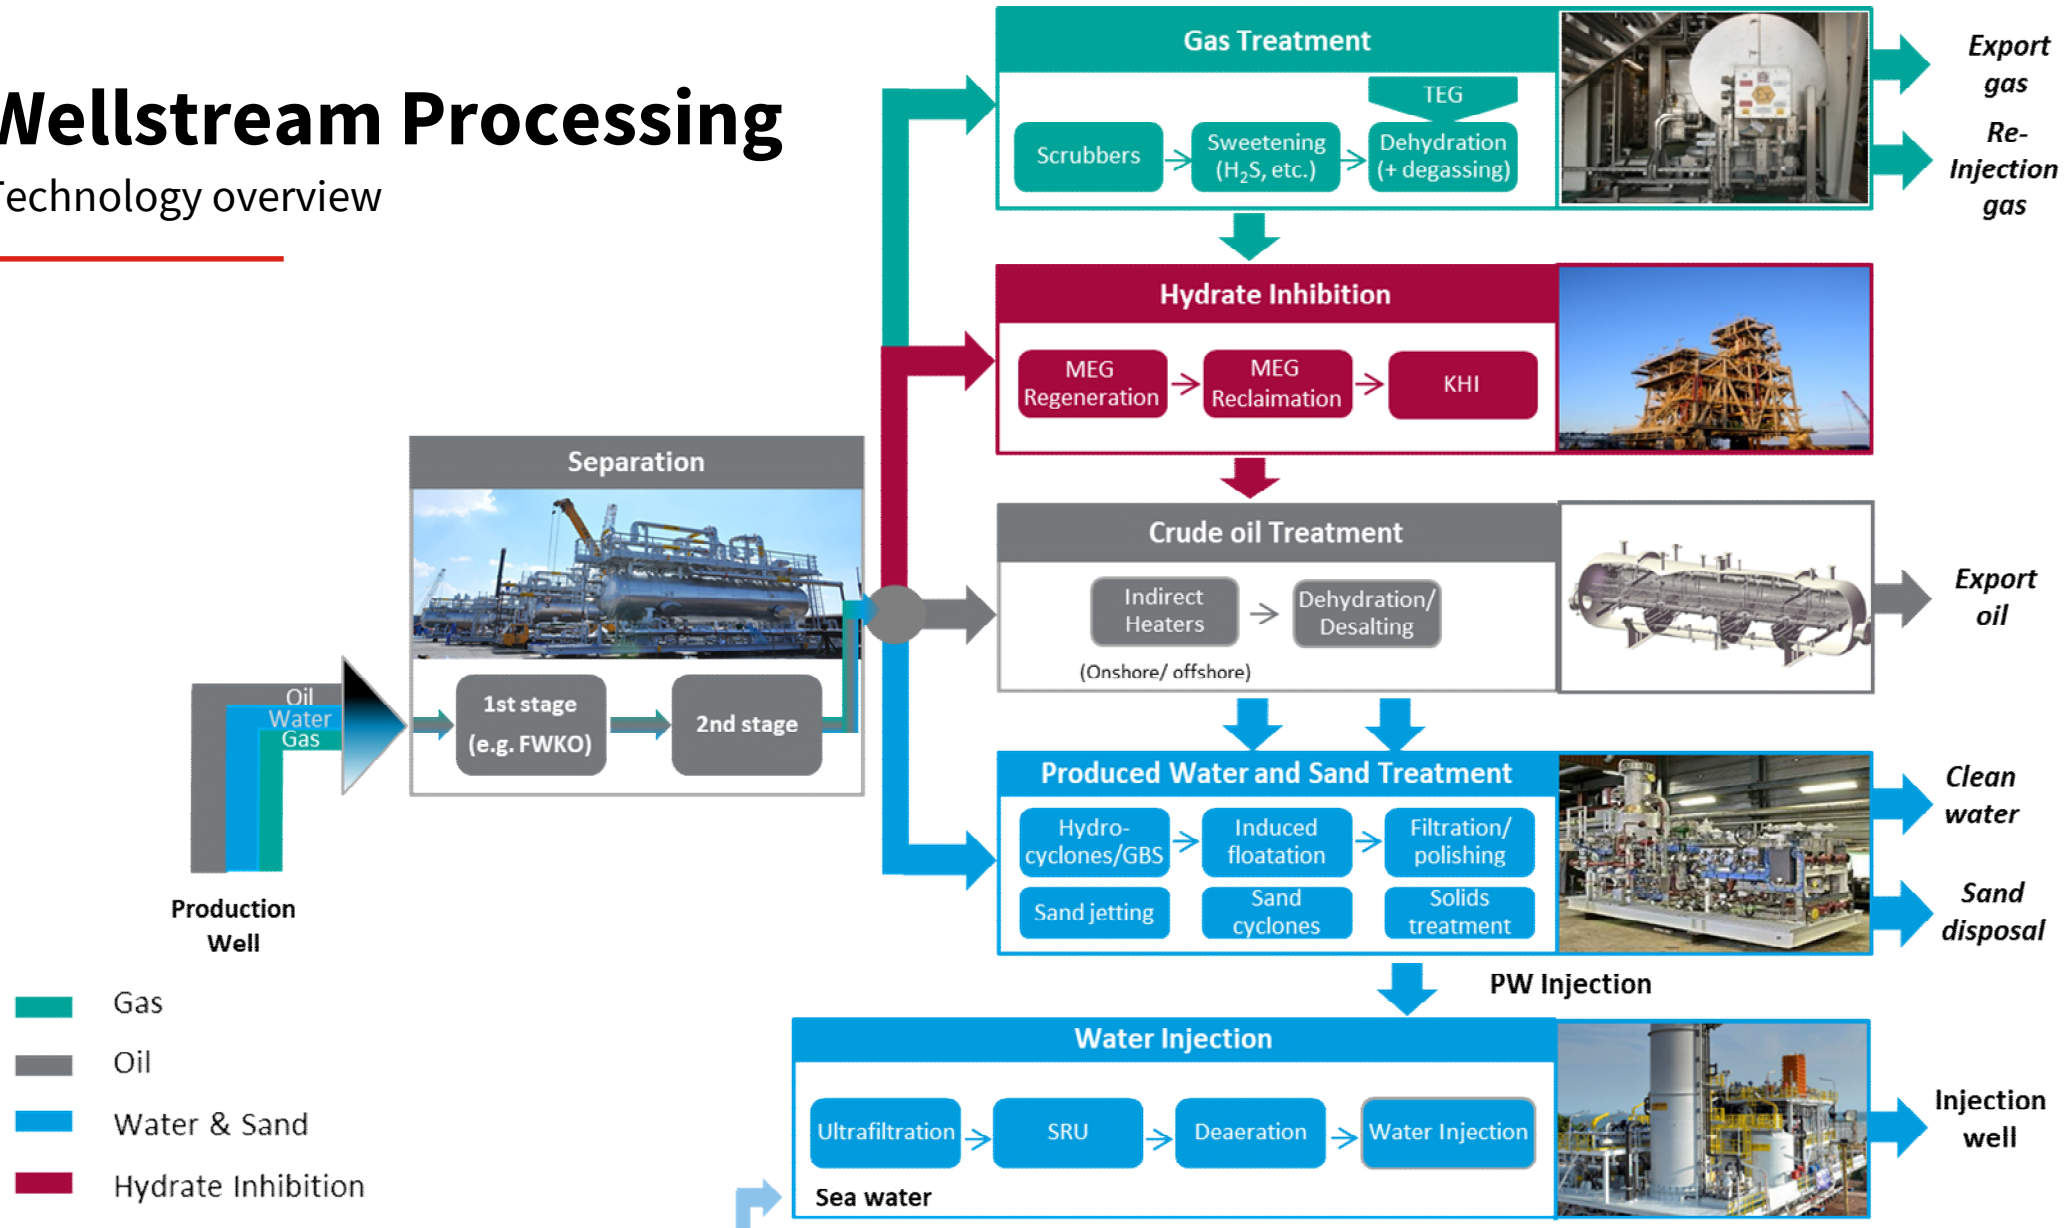 Wellstream Processing
Technology overview
Gas Treatment
TEG
Scrubbers
Sweetening
(H₂S, etc.)
Dehydration
(+ degassing)
Export
gas
Re-
Injection
gas
Hydrate Inhibition
MEG
Regeneration
MEG
Reclaimation
KHI
Separation
1st stage
(e.g. FWKO)
2nd stage
Oil
Water
Gas
Production
Well
Crude oil Treatment
Indirect
Heaters
Dehydration/
Desalting
(Onshore/ offshore)
Export
oil
Produced Water and Sand Treatment
Hydro-
cyclones/GBS
Induced
floatation
Filtration/
polishing
Sand jetting
Sand
cyclones
Solids
treatment
Clean
water
Sand
disposal
PW Injection
Water Injection
Ultrafiltration
SRU
Deaeration
Water Injection
Sea water
Injection
well
Gas
Oil
Water & Sand
Hydrate Inhibition